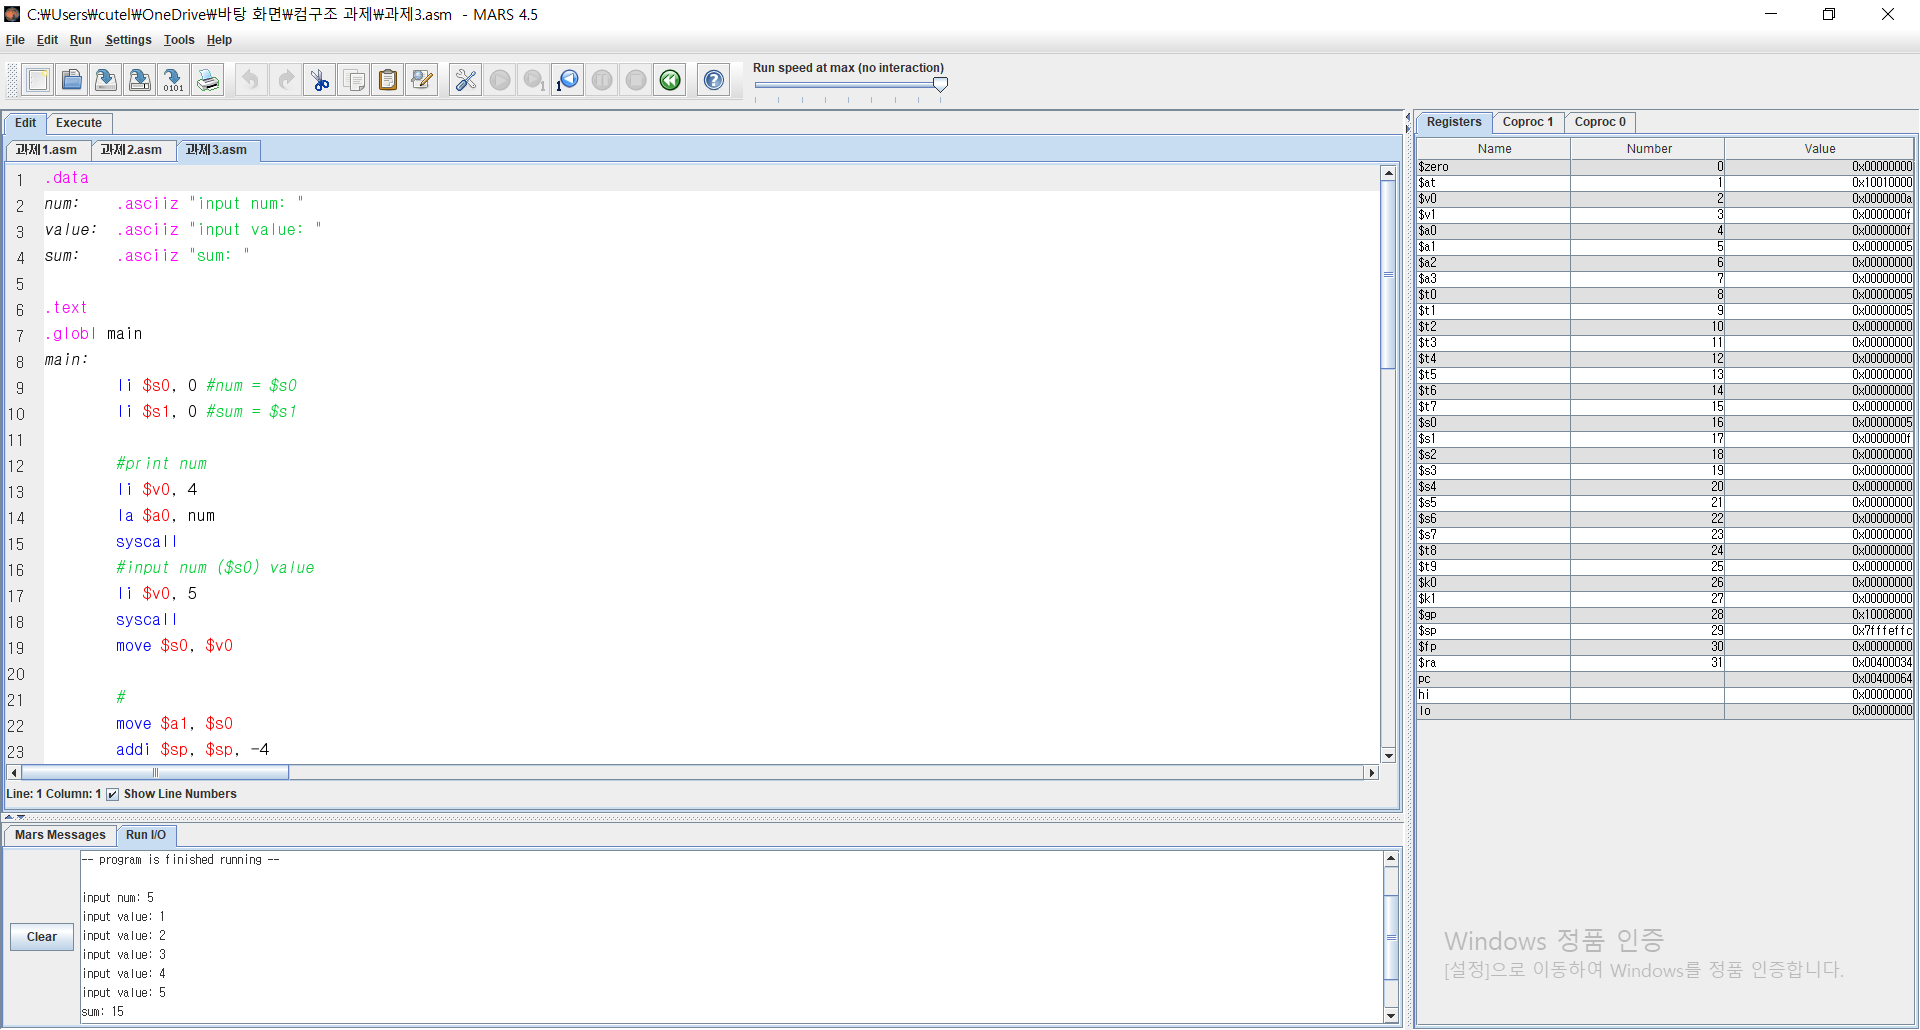 C:₩Users₩cutel₩OneDrive₩바탕 화면₩컴구조 과제₩과제3.asm - MARS 4.5
File Edit Run Settings Tools Help
Run speed at max (no interaction)
0101
1
1
Edit Execute
과제1.asm 과제2.asm 과제3.asm
1 .data
2 num: .asciiz "input num: "
3 value: .asciiz "input value: "
4 sum: .asciiz "sum: "
5
6 .text
7 .globl main
8 main:
9 li $s0, 0 #num = $s0
10 li $s1, 0 #sum = $s1
11
12 #print num
13 li $v0, 4
14 la $a0, num
15 syscall
16 #input num ($s0) value
17 li $v0, 5
18 syscall
19 move $s0, $v0
20
21 #
22 move $a1, $s0
23 addi $sp, $sp, -4
Line: 1 Column: 1 Show Line Numbers
Mars Messages Run I/O
Clear
-- program is finished running --
input num: 5
input value: 1
input value: 2
input value: 3
input value: 4
input value: 5
sum: 15
Registers Coproc 1 Coproc 0
Name Number Value
$zero 0 0x00000000
$at 1 0x10010000
$v0 2 0x0000000a
$v1 3 0x0000000f
$a0 4 0x0000000f
$a1 5 0x00000005
$a2 6 0x00000000
$a3 7 0x00000000
$t0 8 0x00000005
$t1 9 0x00000005
$t2 10 0x00000000
$t3 11 0x00000000
$t4 12 0x00000000
$t5 13 0x00000000
$t6 14 0x00000000
$t7 15 0x00000000
$s0 16 0x00000005
$s1 17 0x0000000f
$s2 18 0x00000000
$s3 19 0x00000000
$s4 20 0x00000000
$s5 21 0x00000000
$s6 22 0x00000000
$s7 23 0x00000000
$t8 24 0x00000000
$t9 25 0x00000000
$k0 26 0x00000000
$k1 27 0x00000000
$gp 28 0x10008000
$sp 29 0x7fffeffc
$fp 30 0x00000000
$ra 31 0x00400034
pc 0x00400064
hi 0x00000000
lo 0x00000000
Windows 정품 인증
[설정]으로 이동하여 Windows를 정품 인증합니다.